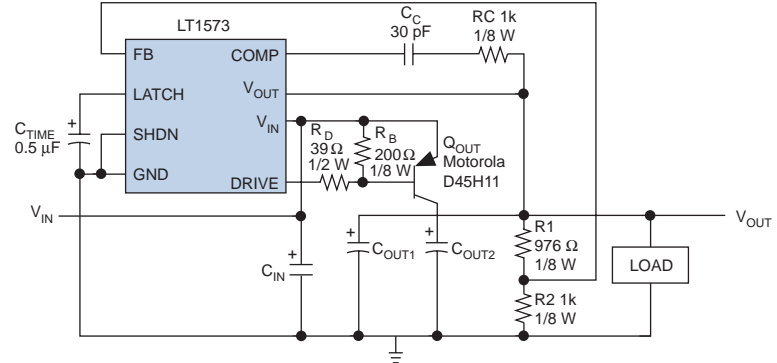 LT1573
FB
COMP
LATCH
V_OUT
SHDN
V_IN
GND
DRIVE
C_C
30 pF
RC 1k
1/8 W
C_TIME
0.5 μF
+
R_D
39Ω
1/2 W
R_B
200Ω
1/8 W
Q_OUT
Motorola
D45H11
V_IN
V_OUT
+
C_IN
+
C_OUT1
+
C_OUT2
R1
976 Ω
1/8 W
R2 1k
1/8 W
LOAD